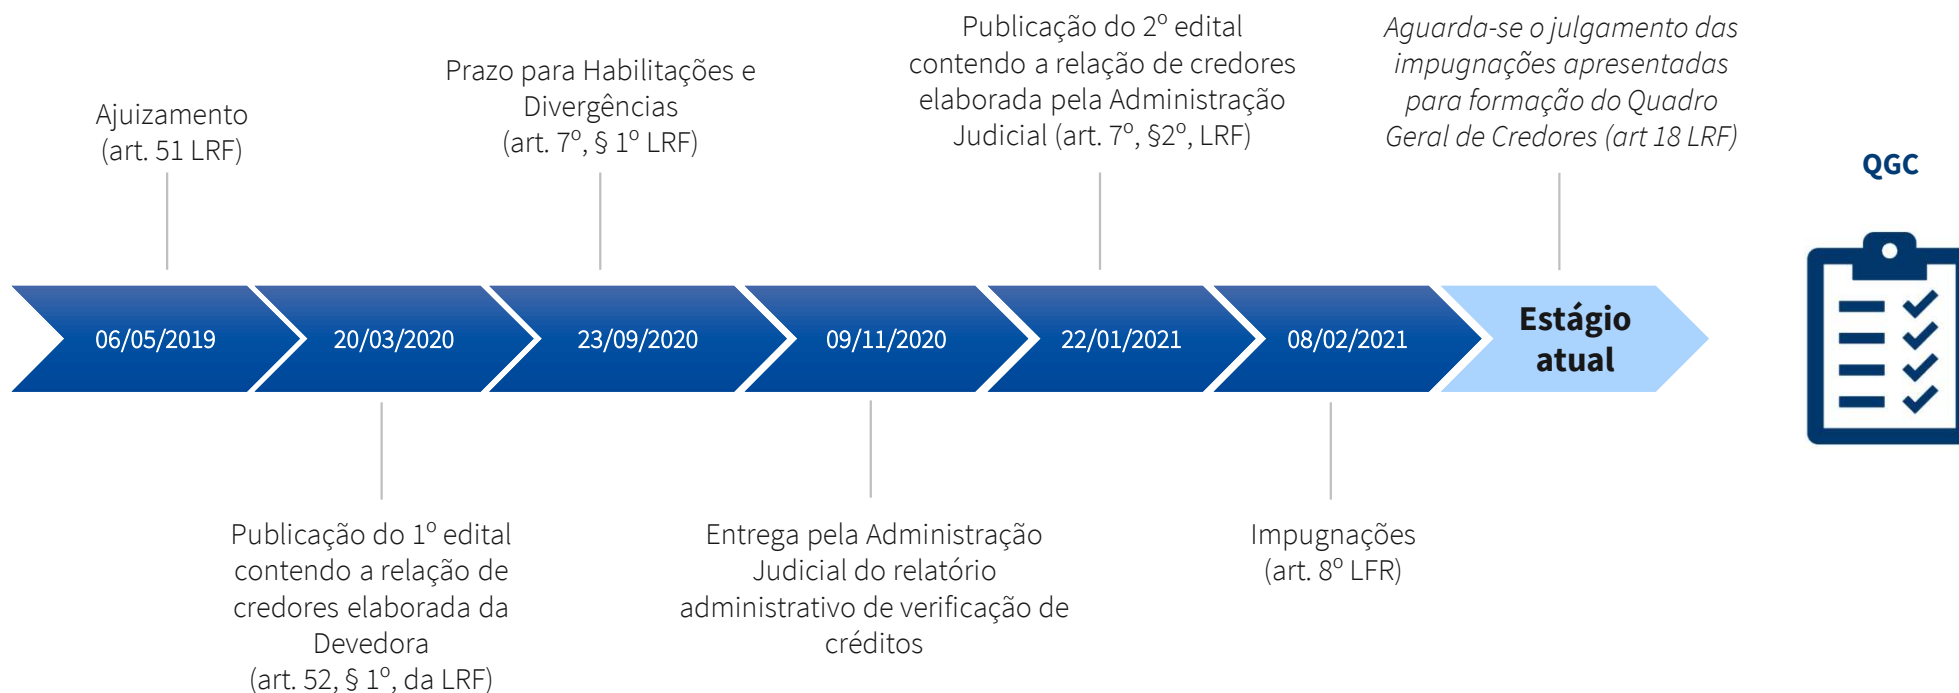 Ajuizamento
(art. 51 LRF)
Prazo para Habilitações e
Divergências
(art. 7º, § 1º LRF)
Publicação do 2º edital
contendo a relação de credores
elaborada pela Administração
Judicial (art. 7º, §2º, LRF)
Aguarda-se o julgamento das
impugnações apresentadas
para formação do Quadro
Geral de Credores (art 18 LRF)
QGC
06/05/2019
20/03/2020
23/09/2020
09/11/2020
22/01/2021
08/02/2021
Estágio
atual
Publicação do 1º edital
contendo a relação de
credores elaborada da
Devedora
(art. 52, § 1º, da LRF)
Entrega pela Administração
Judicial do relatório
administrativo de verificação de
créditos
Impugnações
(art. 8º LFR)